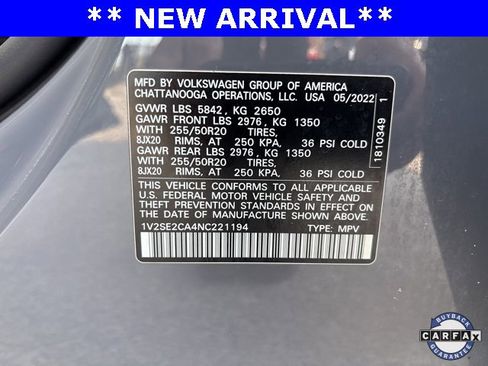 ** NEW ARRIVAL**
MFD BY VOLKSWAGEN GROUP OF AMERICA
CHATTANOOGA OPERATIONS, LLC. USA 05/2022
GVWR LBS 5842, KG 2650
GAWR FRONT LBS 2976, KG 1350
WITH 255/50R20 TIRES,
8JX20 RIMS, AT 250 KPA, 36 PSI COLD
GAWR REAR LBS 2976, KG 1350
WITH 255/50R20 TIRES,
8JX20 RIMS, AT 250 KPA, 36 PSI COLD
THIS VEHICLE CONFORMS TO ALL APPLICABLE
U.S. FEDERAL MOTOR VEHICLE SAFETY AND
THEFT PREVENTION STANDARDS IN EFFECT ON
THE DATE OF MANUFACTURE SHOWN ABOVE.
1V2SE2CA4NC221194 TYPE: MPV
1810349 1
BUYBACK
CARFAX
GUARANTEE